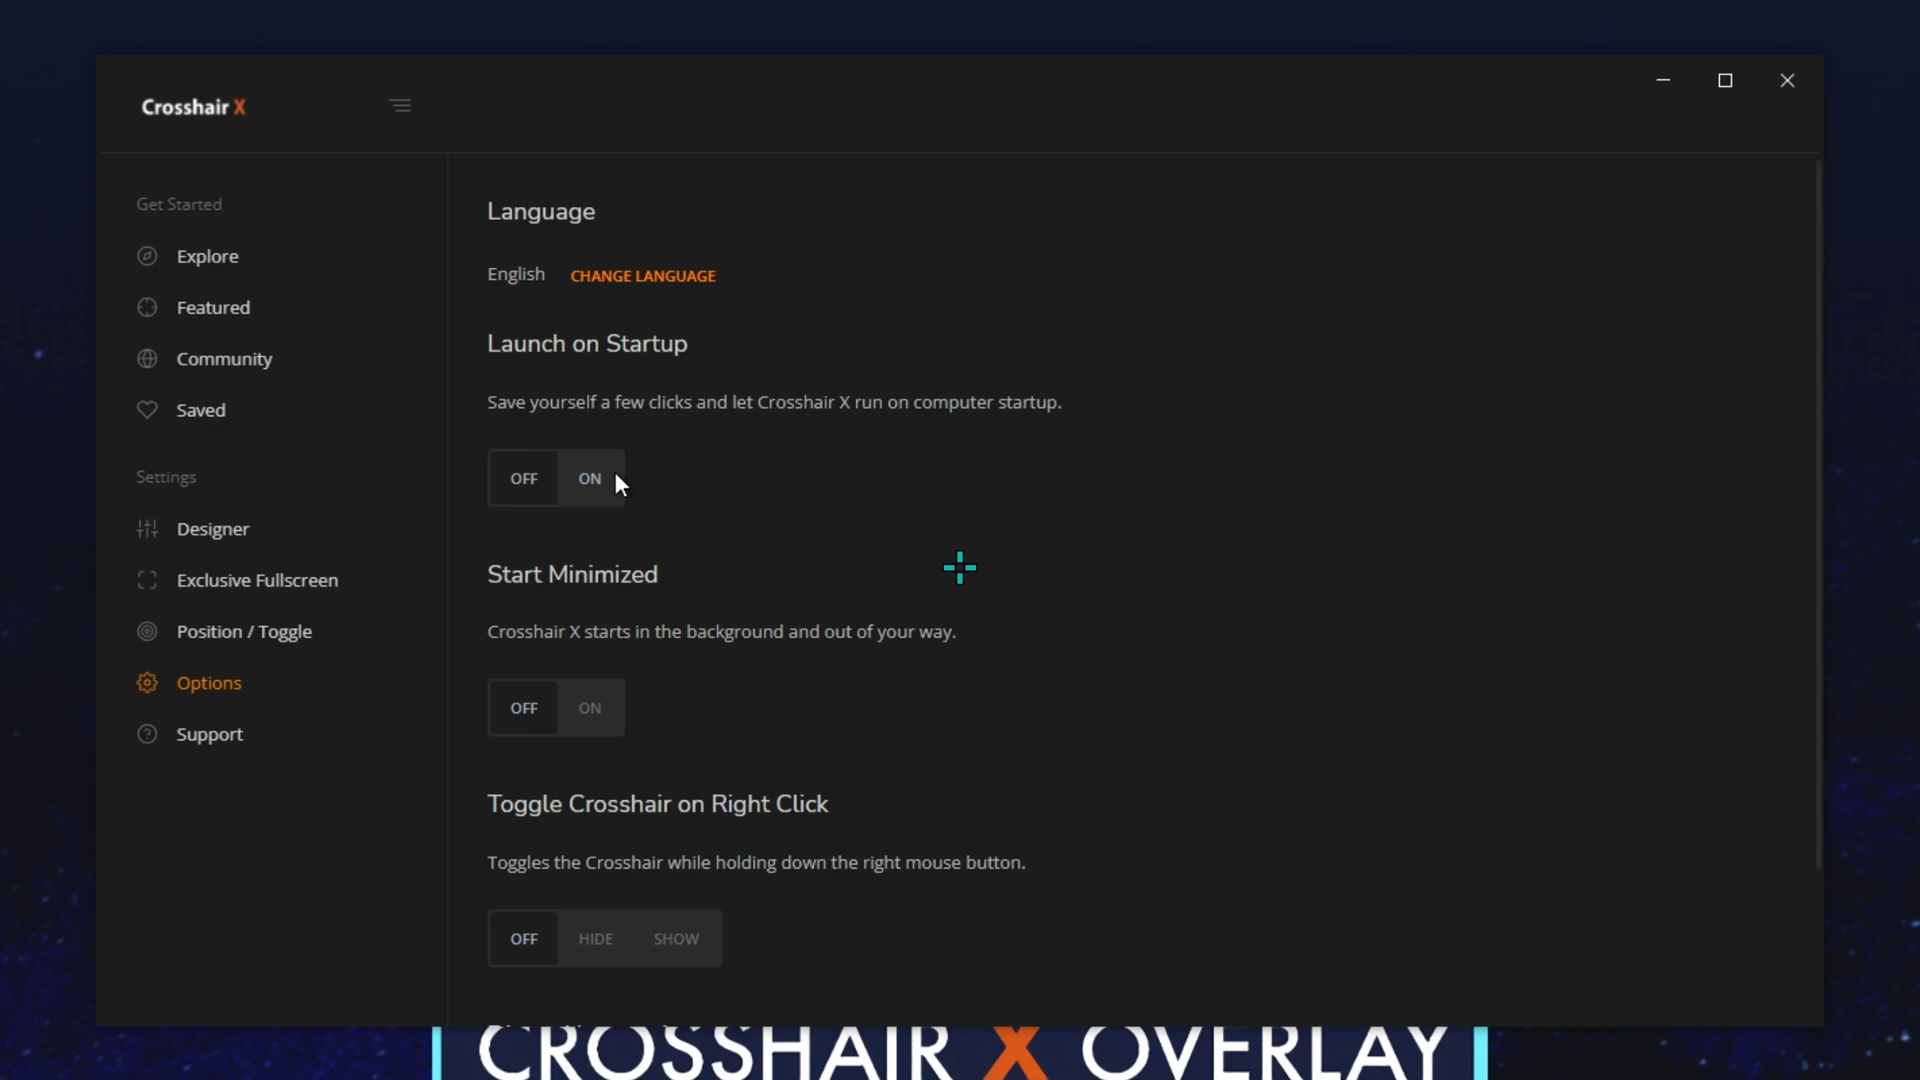 Crosshair X
Get Started
Explore
Featured
Community
Saved
Settings
Designer
Exclusive Fullscreen
Position / Toggle
Options
Support
Language
English CHANGE LANGUAGE
Launch on Startup
Save yourself a few clicks and let Crosshair X run on computer startup.
OFF ON
Start Minimized
Crosshair X starts in the background and out of your way.
OFF ON
Toggle Crosshair on Right Click
Toggles the Crosshair while holding down the right mouse button.
OFF HIDE SHOW
CROSSHAIR X OVERLAY